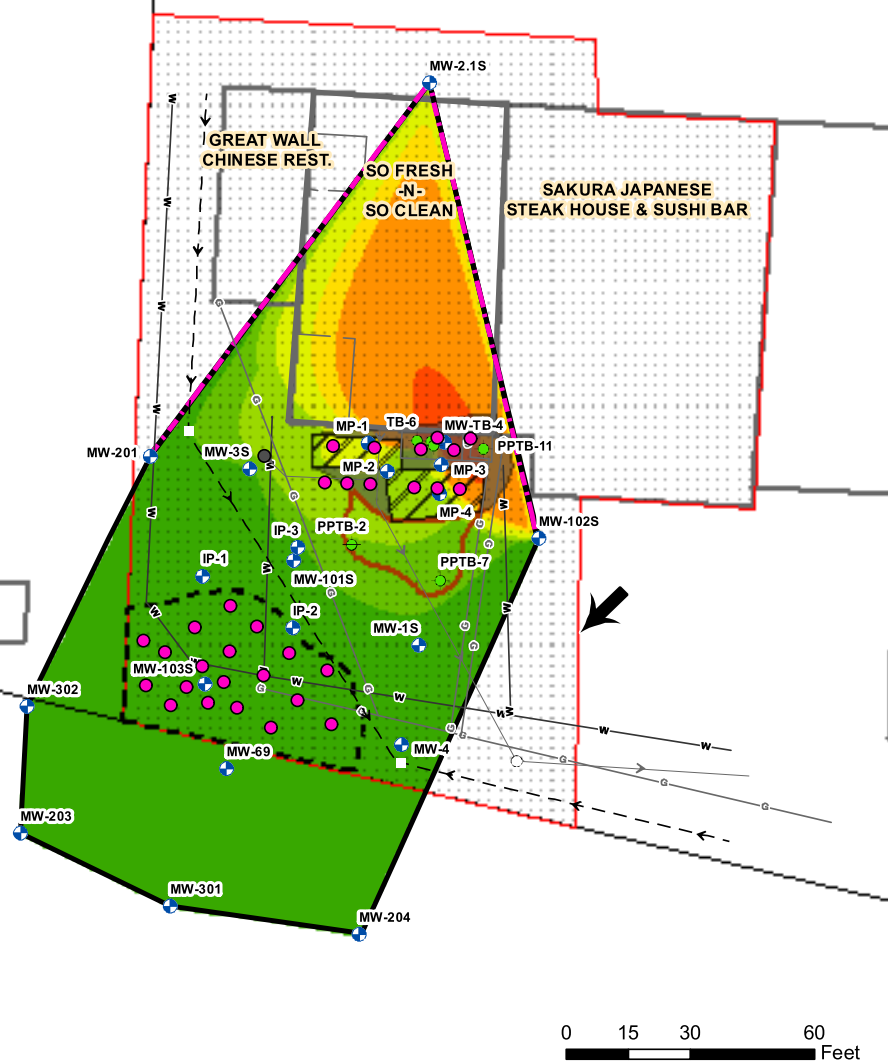 MW-2.1S
GREAT WALL
CHINESE REST.
SO FRESH
-N-
SO CLEAN
SAKURA JAPANESE
STEAK HOUSE & SUSHI BAR
W
W
W
W
G
G
MP-1
TB-6
MW-TB-4
PPTB-11
MW-201
MW-3S
W
MP-2
MP-3
G
W
W
MP-4
PPTB-2
G
MW-102S
IP-3
G
IP-1
W
MW-101S
PPTB-7
G
W
W
IP-2
MW-1S
G
G
MW-103S
W
G
G
W
MW-302
W
W
G
G
W
W
MW-69
MW-4
G
G
G
MW-203
MW-301
MW-204
0 15 30 60
Feet